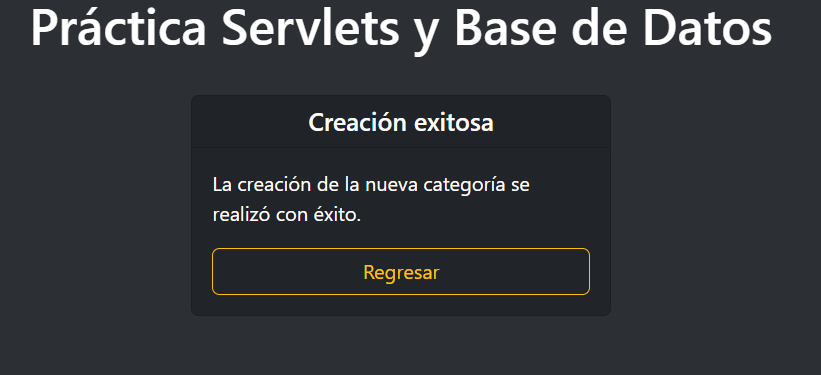 Práctica Servlets y Base de Datos
Creación exitosa
La creación de la nueva categoría se
realizó con éxito.
Regresar